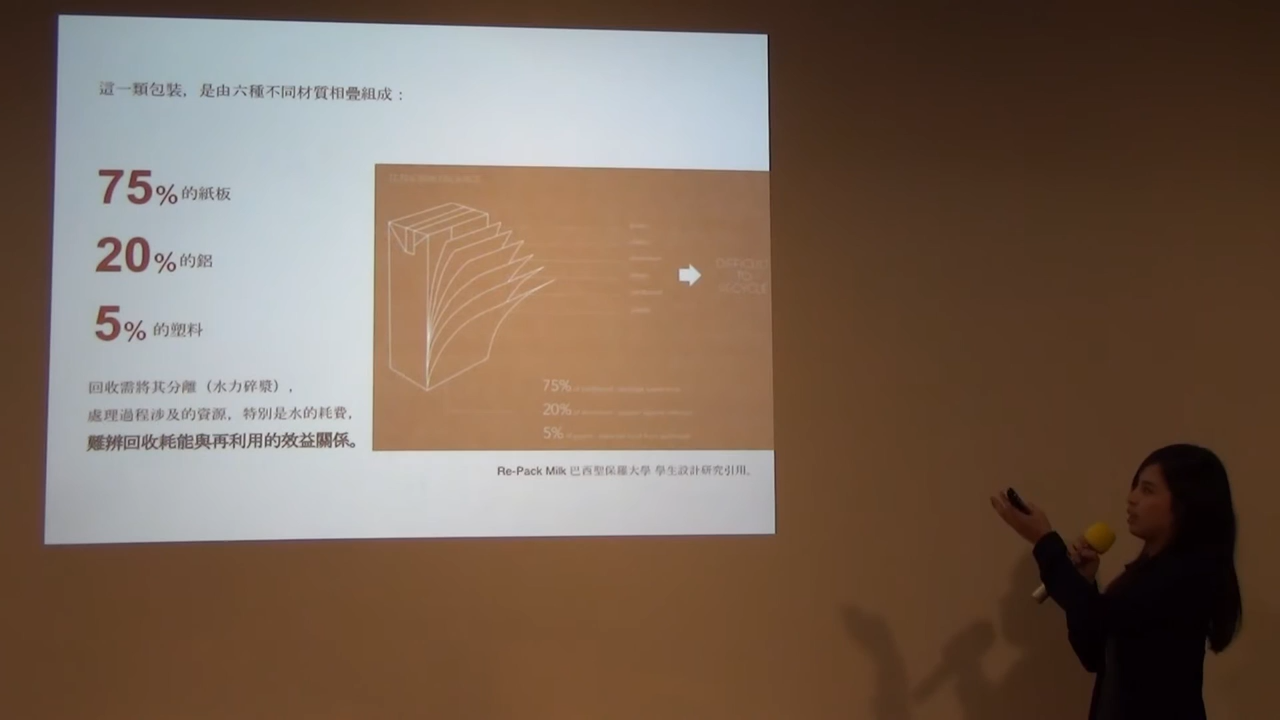 這一類包裝，是由六種不同材質相疊組成：
75%的紙板
20%的鋁
5%的塑料
回收需將其分離（水力碎漿），
處理過程涉及的資源，特別是水的耗費，
難辨回收耗能與再利用的效益關係。
DIFFICULT
TO
RECYCLE
75%
20%
5%
Re-Pack Milk 巴西聖保羅大學 學生設計研究引用。